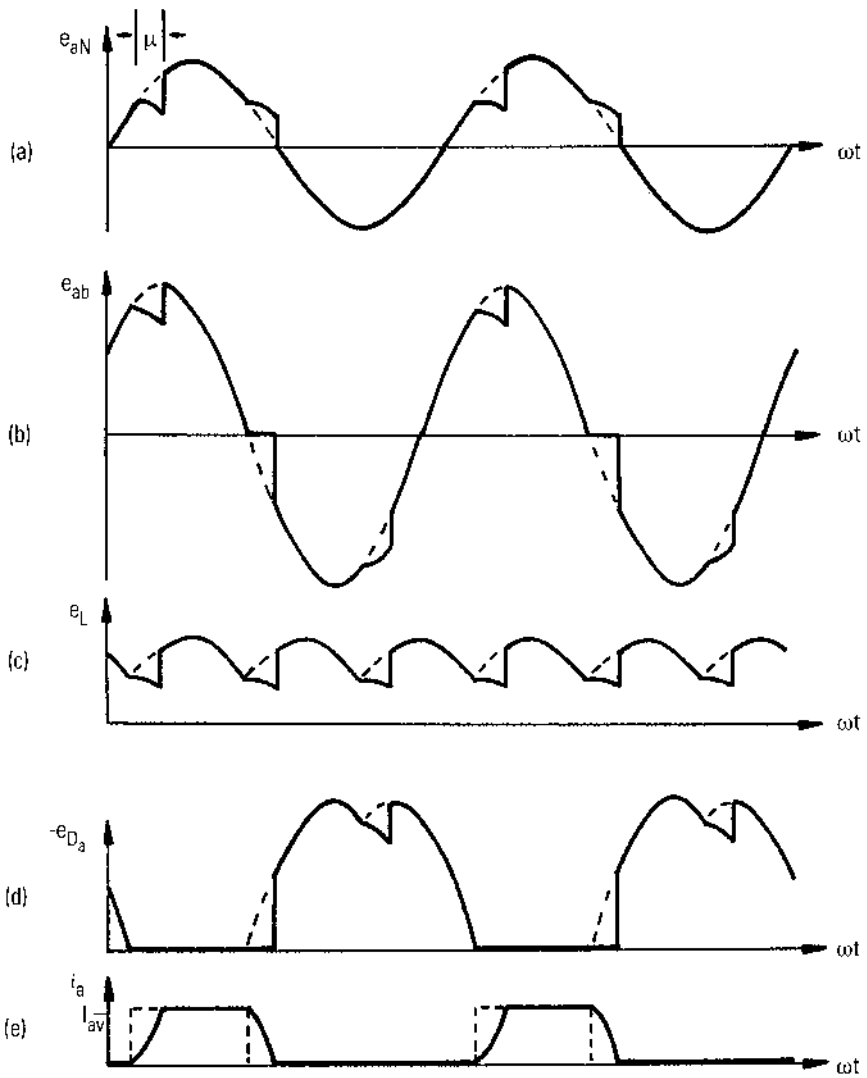 e_aN
μ
(a)
ωt
e_ab
(b)
ωt
e_L
(c)
ωt
-e_Da
(d)
ωt
i_a
I_av
(e)
ωt